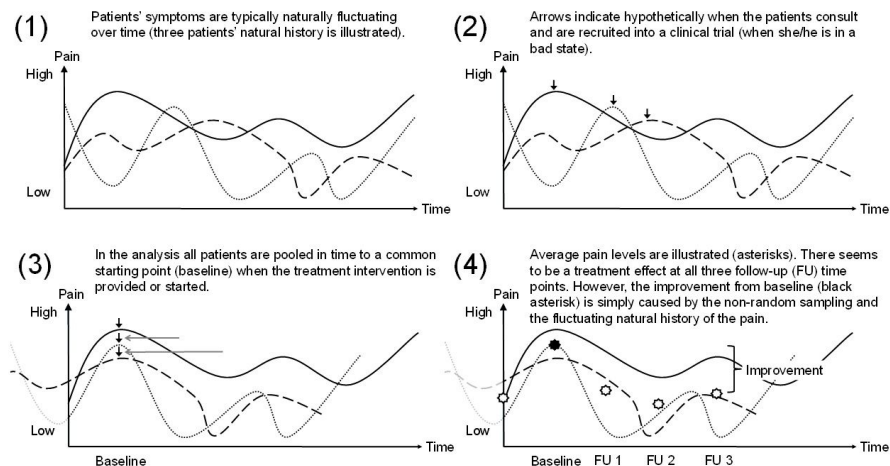 (1)
Patients' symptoms are typically naturally fluctuating
over time (three patients' natural history is illustrated).
Pain
High
Low
Time
(2)
Arrows indicate hypothetically when the patients consult
and are recruited into a clinical trial (when she/he is in a
bad state).
Pain
High
Low
Time
(3)
In the analysis all patients are pooled in time to a common
starting point (baseline) when the treatment intervention is
provided or started.
Pain
High
Low
Time
Baseline
(4)
Average pain levels are illustrated (asterisks). There seems
to be a treatment effect at all three follow-up (FU) time
points. However, the improvement from baseline (black
asterisk) is simply caused by the non-random sampling and
the fluctuating natural history of the pain.
Pain
High
Improvement
Low
Time
Baseline FU 1 FU 2 FU 3